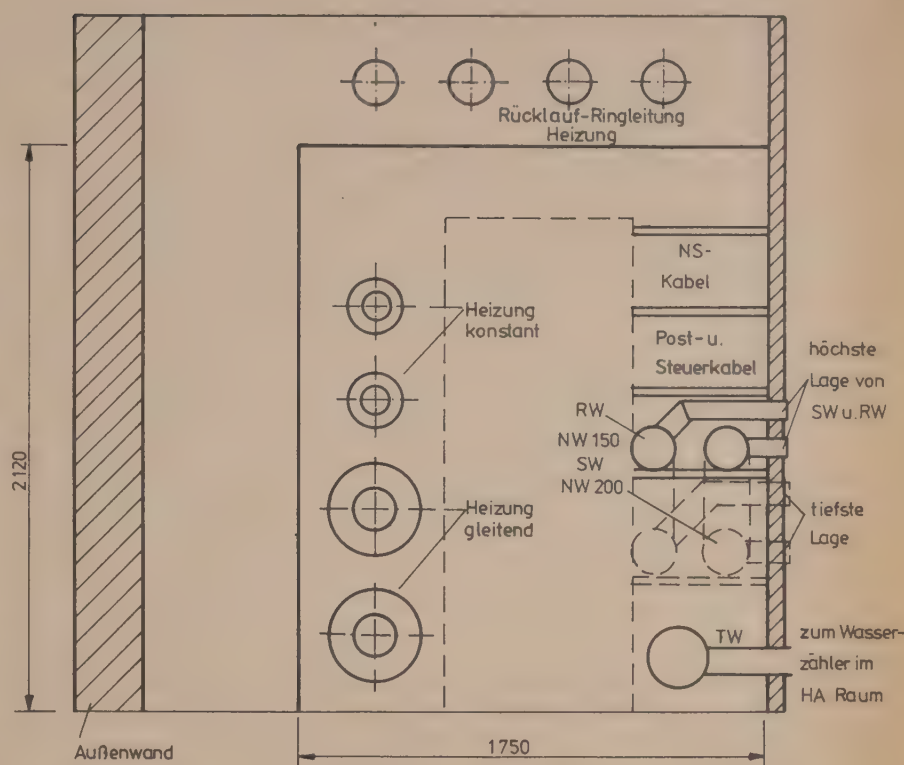 Rücklauf-Ringleitung
Heizung
NS-
Kabel
Heizung
konstant
Post- u.
Steuerkabel
höchste
Lage von
SW u. RW
RW
NW 150
SW
NW 200
2120
Heizung
gleitend
tiefste
Lage
TW
zum Wasser-
zähler im
HA Raum
Außenwand
1750